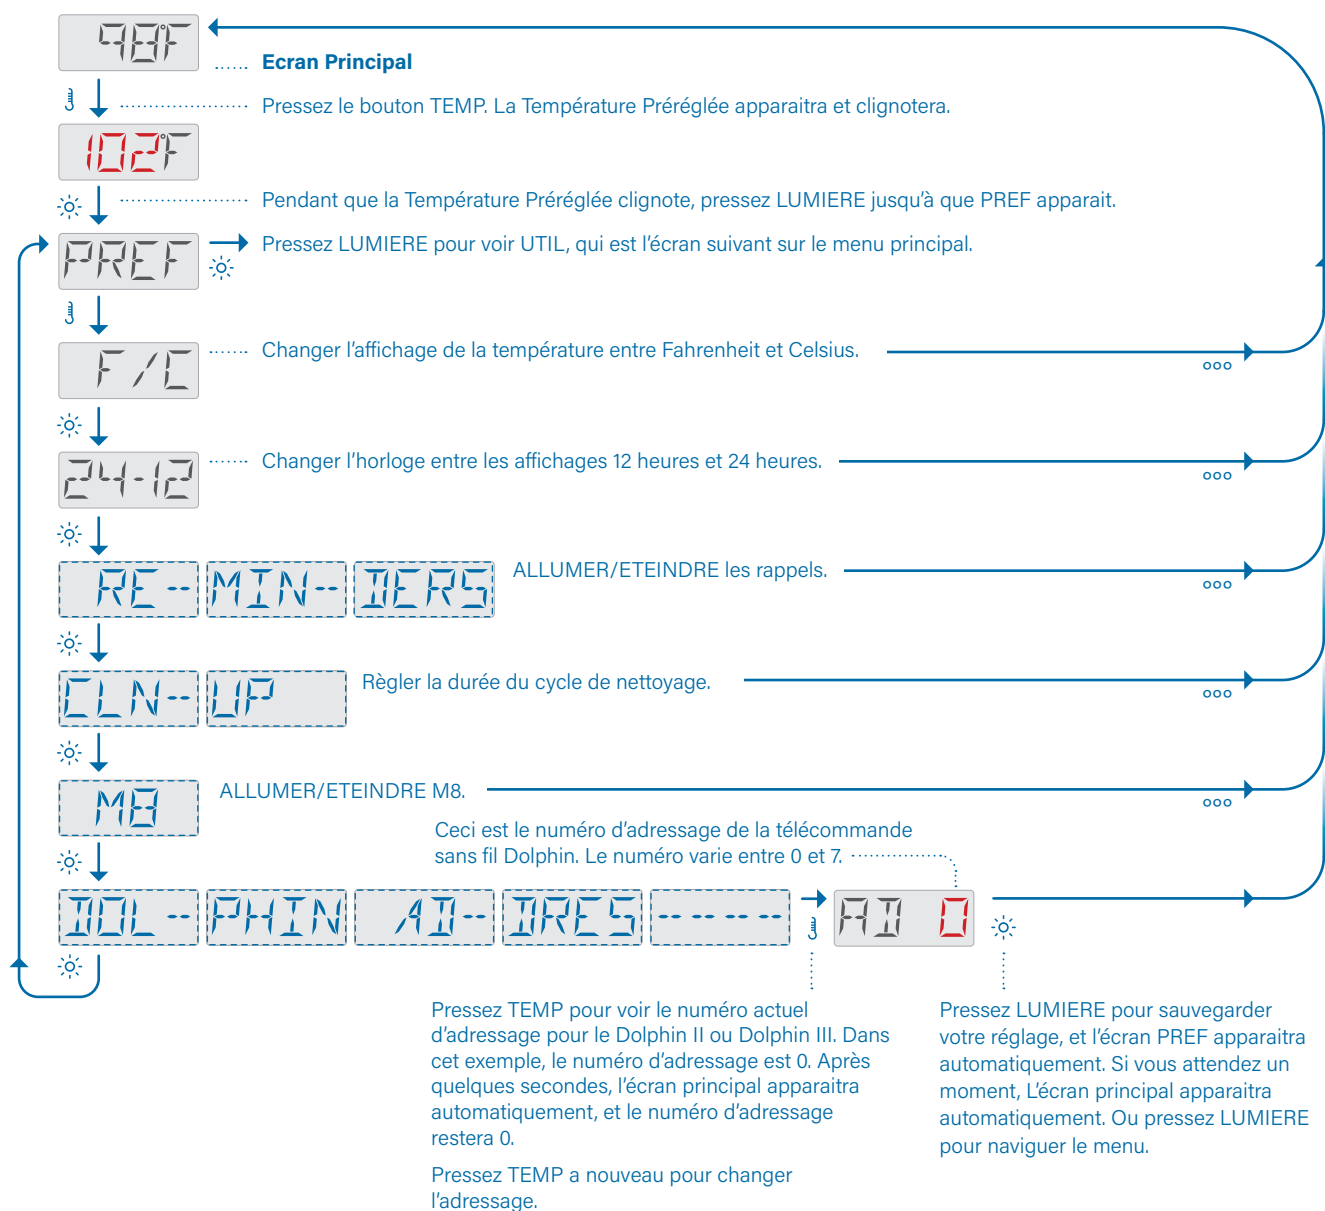 98°F
Ecran Principal
Pressez le bouton TEMP. La Température Préréglée apparaitra et clignotera.
102°F
Pendant que la Température Préréglée clignote, pressez LUMIERE jusqu'à que PREF apparait.
PREF
Pressez LUMIERE pour voir UTIL, qui est l'écran suivant sur le menu principal.
F/C
Changer l'affichage de la température entre Fahrenheit et Celsius.
24-12
Changer l'horloge entre les affichages 12 heures et 24 heures.
RE-- MIN-- DERS
ALLUMER/ETEINDRE les rappels.
CLN-- UP
Règler la durée du cycle de nettoyage.
M8
ALLUMER/ETEINDRE M8.
Ceci est le numéro d'adressage de la télécommande
sans fil Dolphin. Le numéro varie entre 0 et 7.
DOL-- PHIN AD-- DRES -----
AD 0
Pressez TEMP pour voir le numéro actuel
d'adressage pour le Dolphin II ou Dolphin III. Dans
cet exemple, le numéro d'adressage est 0. Après
quelques secondes, l'écran principal apparaitra
automatiquement, et le numéro d'adressage
restera 0.
Pressez TEMP a nouveau pour changer
l'adressage.
Pressez LUMIERE pour sauvegarder
votre réglage, et l'écran PREF apparaitra
automatiquement. Si vous attendez un
moment, L'écran principal apparaitra
automatiquement. Ou pressez LUMIERE
pour naviguer le menu.